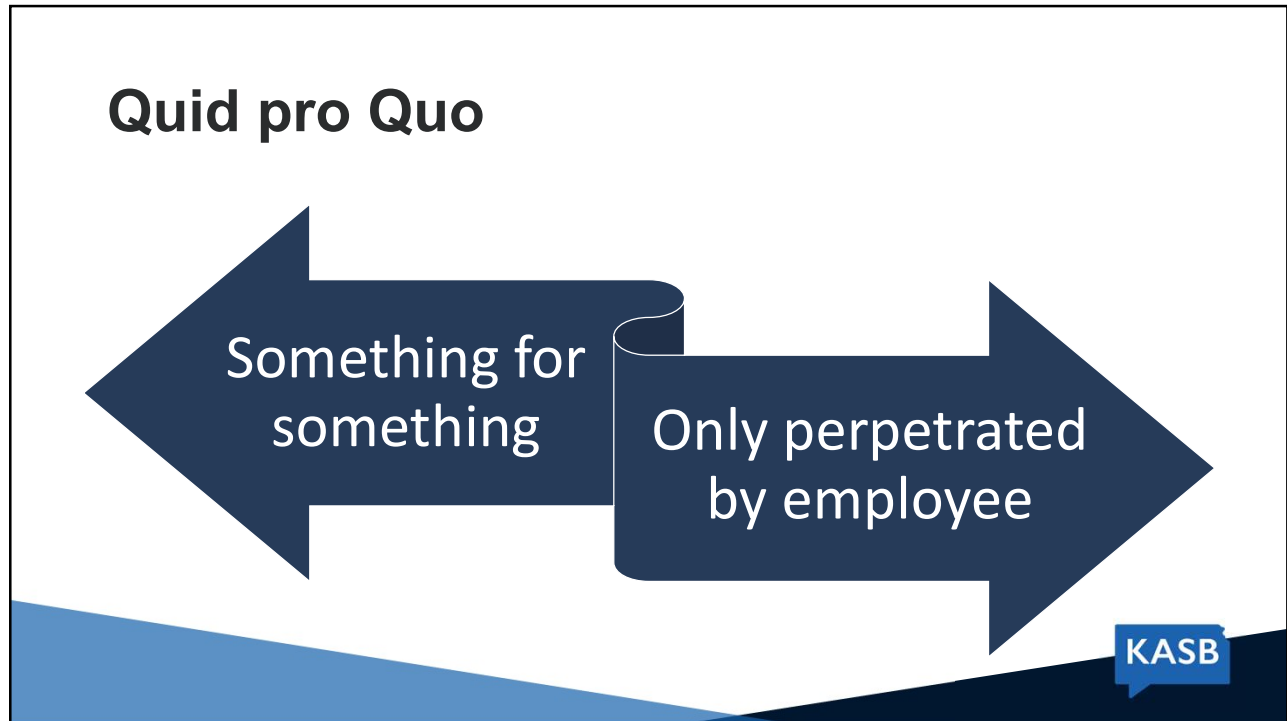 Quid pro Quo
Something for
something
Only perpetrated
by employee
KASB